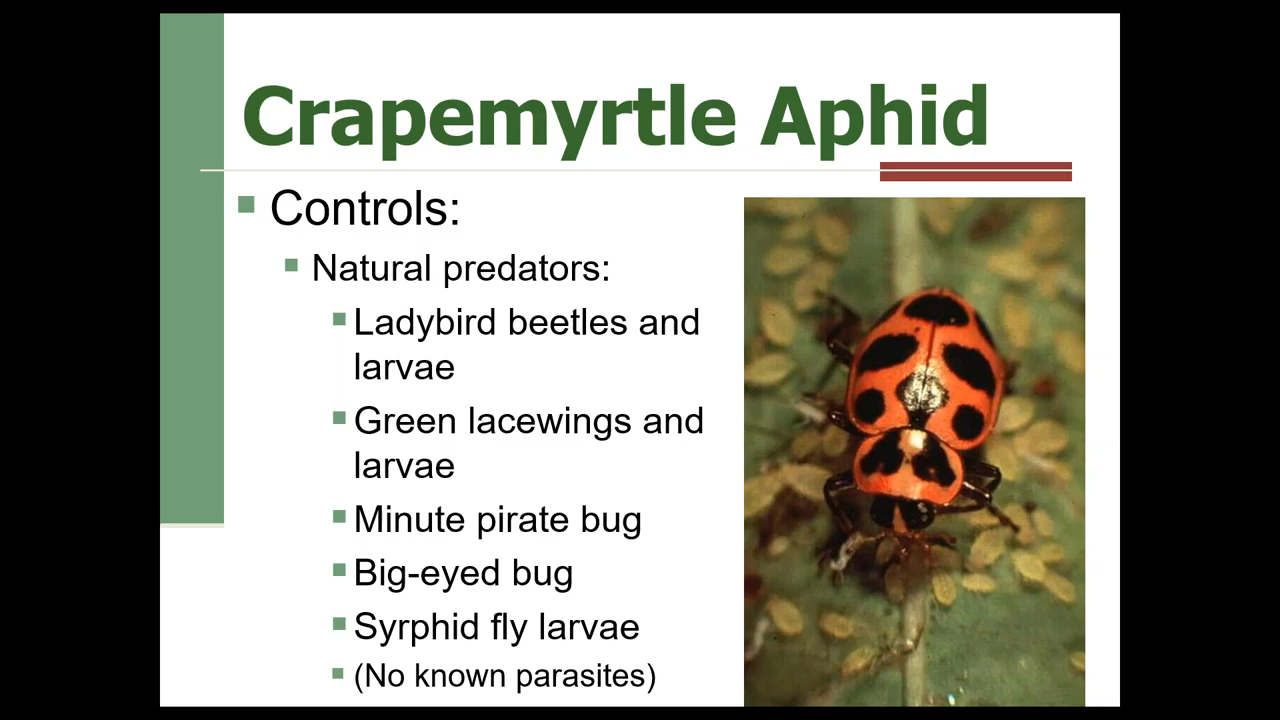 Crapemyrtle Aphid
Controls:
Natural predators:
Ladybird beetles and
larvae
Green lacewings and
larvae
Minute pirate bug
Big-eyed bug
Syrphid fly larvae
(No known parasites)